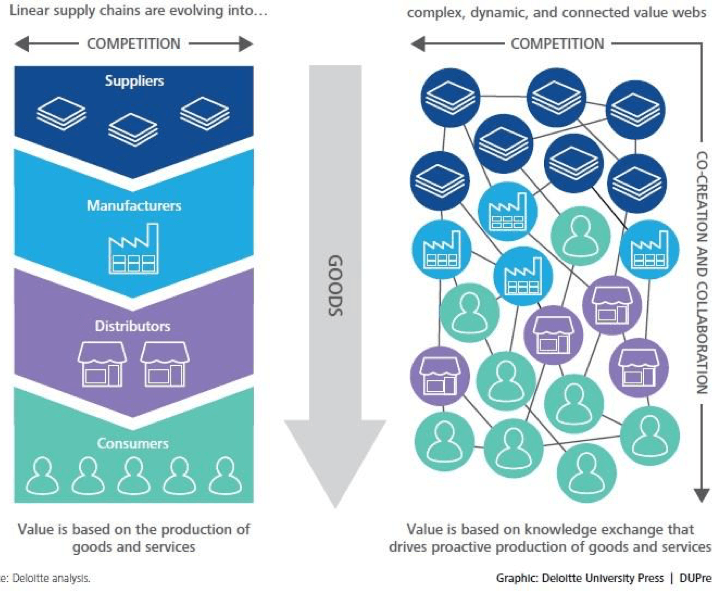 Linear supply chains are evolving into…
complex, dynamic, and connected value webs
COMPETITION
COMPETITION
Suppliers
Manufacturers
Distributors
Consumers
GOODS
CO-CREATION AND COLLABORATION
Value is based on the production of
goods and services
Value is based on knowledge exchange that
drives proactive production of goods and services
e: Deloitte analysis.
Graphic: Deloitte University Press | DUPre